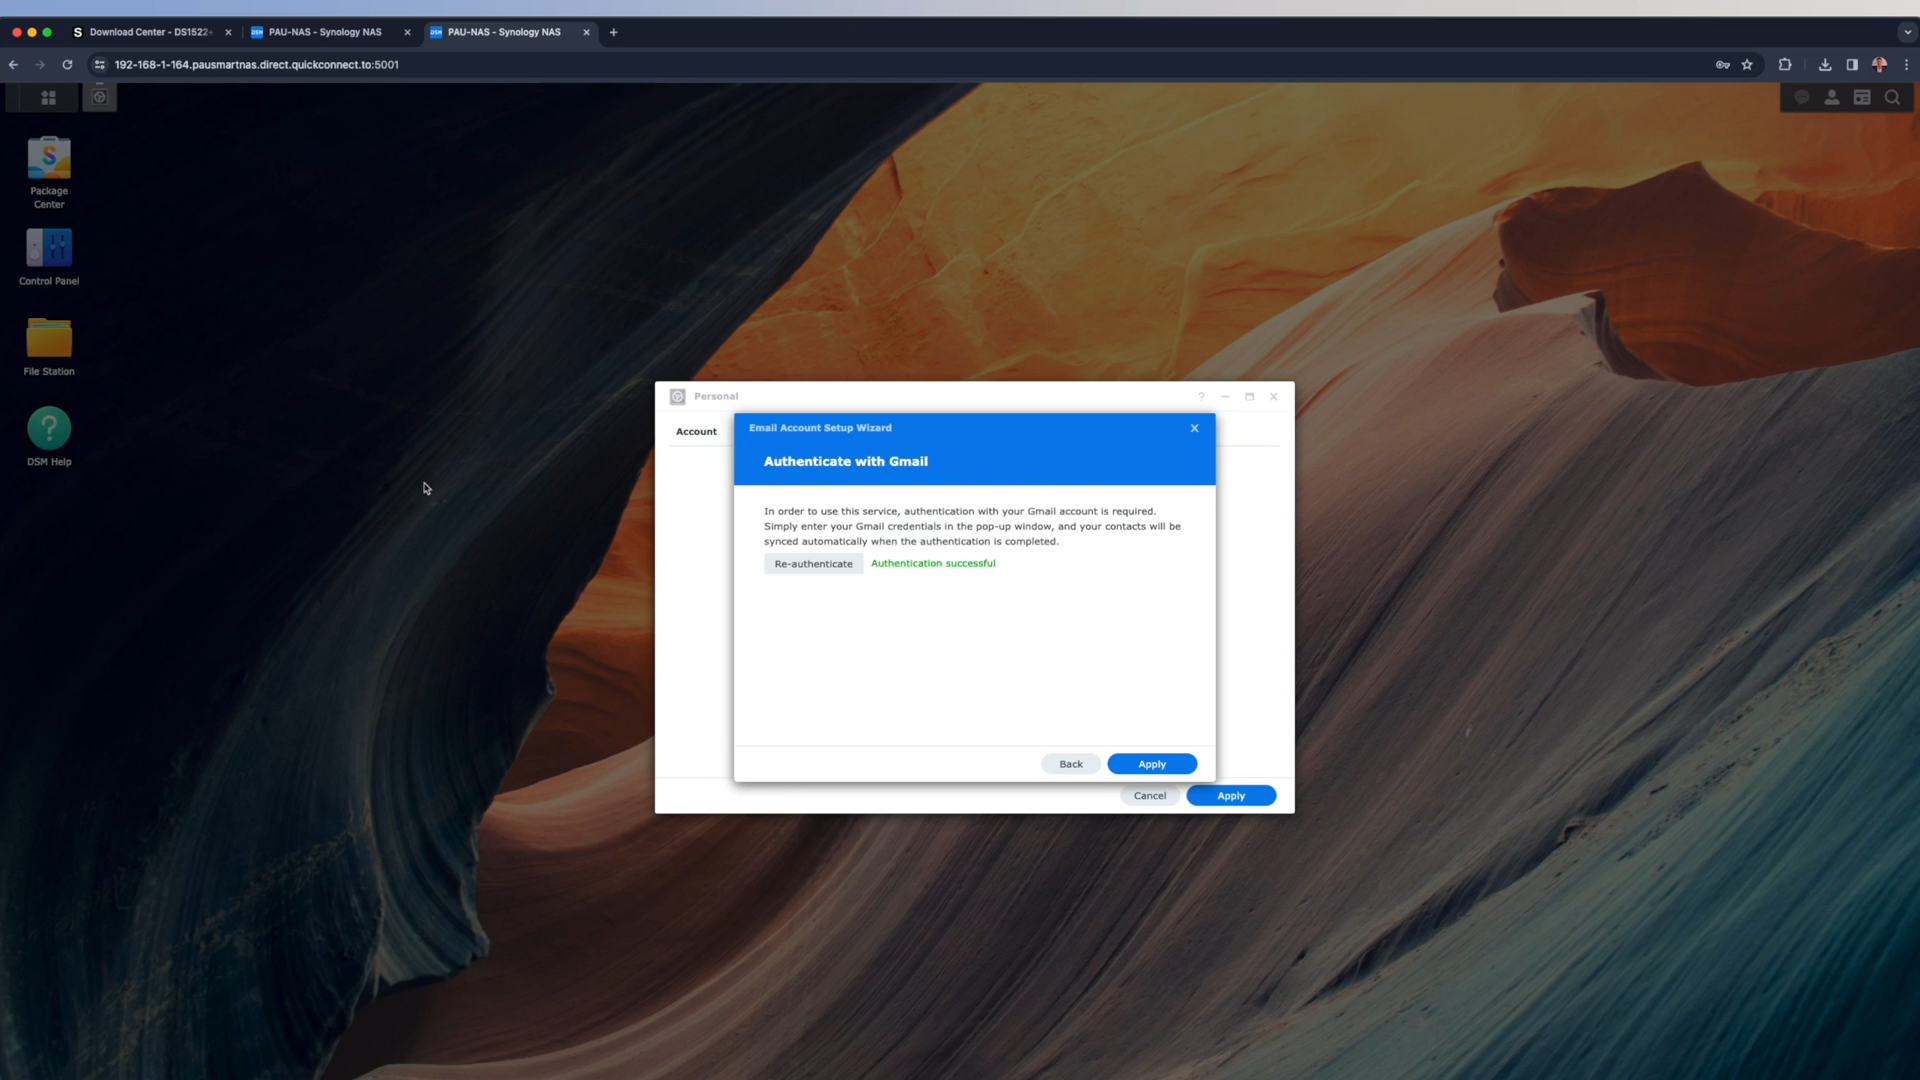 S Download Center - DS1522+
DSM PAU-NAS - Synology NAS
DSM PAU-NAS - Synology NAS
192-168-1-164.pausmartnas.direct.quickconnect.to:5001
Package
Center
Control Panel
File Station
DSM Help
Personal
Account
Email Account Setup Wizard
Authenticate with Gmail
In order to use this service, authentication with your Gmail account is required.
Simply enter your Gmail credentials in the pop-up window, and your contacts will be
synced automatically when the authentication is completed.
Re-authenticate Authentication successful
Back Apply
Cancel Apply